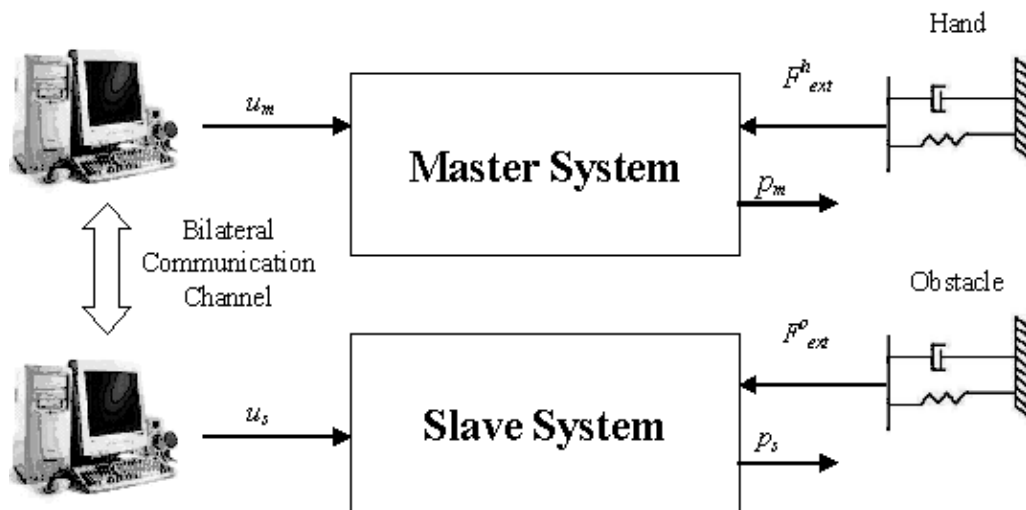 Hand
u_m
F^h_ext
Master System
p_m
Bilateral
Communication
Channel
Obstacle
F^o_ext
u_s
Slave System
p_s